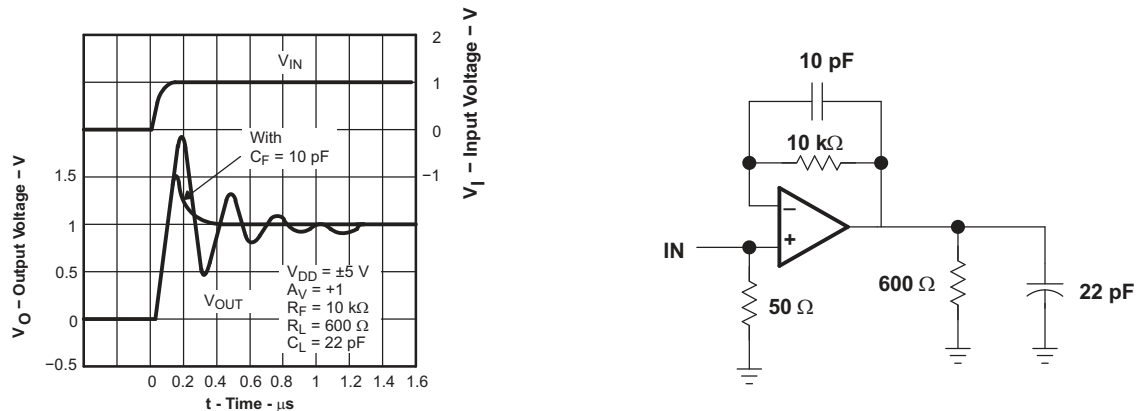 2
1
0
−1
V_I − Input Voltage − V
V_IN
With
C_F = 10 pF
1.5
1
0.5
0
−0.5
V_O − Output Voltage − V
V_OUT
V_DD = ±5 V
A_V = +1
R_F = 10 kΩ
R_L = 600 Ω
C_L = 22 pF
0 0.2 0.4 0.6 0.8 1 1.2 1.4 1.6
t - Time - μs
10 pF
10 kΩ
−
+
IN
50 Ω
600 Ω
22 pF